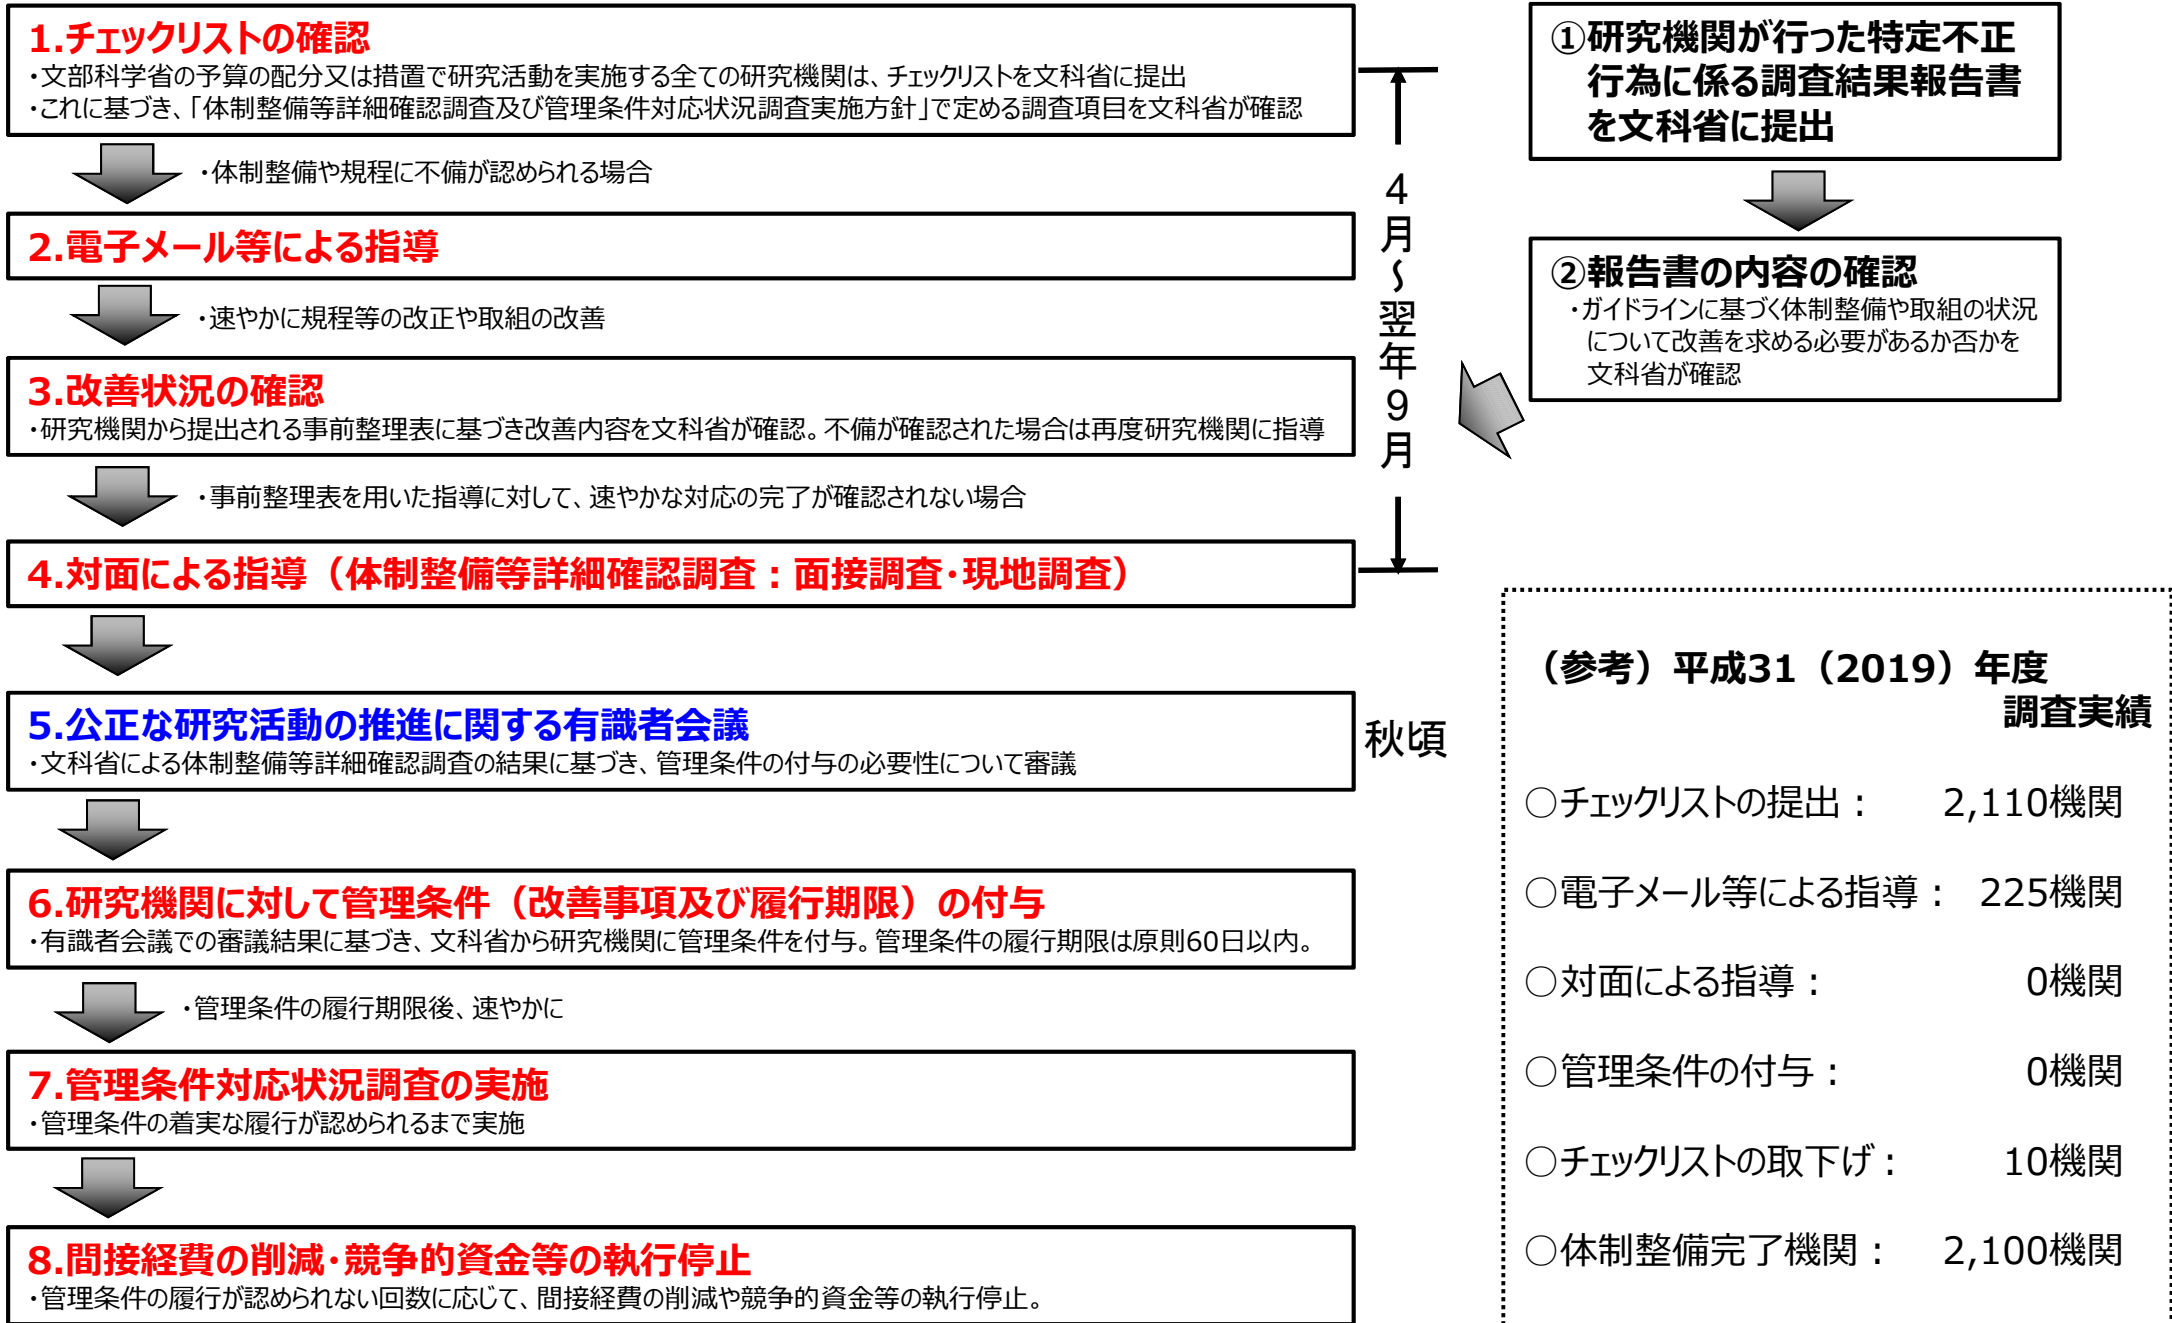 1.チェックリストの確認
・文部科学省の予算の配分又は措置で研究活動を実施する全ての研究機関は、チェックリストを文科省に提出
・これに基づき、「体制整備等詳細確認調査及び管理条件対応状況調査実施方針」で定める調査項目を文科省が確認
・体制整備や規程に不備が認められる場合
2.電子メール等による指導
・速やかに規程等の改正や取組の改善
3.改善状況の確認
・研究機関から提出される事前整理表に基づき改善内容を文科省が確認。不備が確認された場合は再度研究機関に指導
・事前整理表を用いた指導に対して、速やかな対応の完了が確認されない場合
4.対面による指導（体制整備等詳細確認調査：面接調査・現地調査）
4月～翌年9月
5.公正な研究活動の推進に関する有識者会議
・文科省による体制整備等詳細確認調査の結果に基づき、管理条件の付与の必要性について審議
秋頃
6.研究機関に対して管理条件（改善事項及び履行期限）の付与
・有識者会議での審議結果に基づき、文科省から研究機関に管理条件を付与。管理条件の履行期限は原則60日以内。
・管理条件の履行期限後、速やかに
7.管理条件対応状況調査の実施
・管理条件の着実な履行が認められるまで実施
8.間接経費の削減・競争的資金等の執行停止
・管理条件の履行が認められない回数に応じて、間接経費の削減や競争的資金等の執行停止。
①研究機関が行った特定不正
行為に係る調査結果報告書
を文科省に提出
②報告書の内容の確認
・ガイドラインに基づく体制整備や取組の状況
について改善を求める必要があるか否かを
文科省が確認
（参考）平成31（2019）年度
調査実績
○チェックリストの提出： 2,110機関
○電子メール等による指導： 225機関
○対面による指導： 0機関
○管理条件の付与： 0機関
○チェックリストの取下げ： 10機関
○体制整備完了機関： 2,100機関